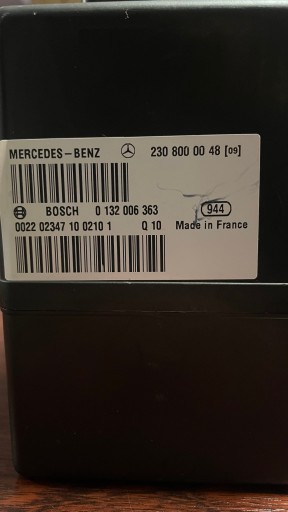 MERCEDES-BENZ 230 800 00 48 [09]
BOSCH 0 132 006 363 944
0022 02347 10 0210 1 Q 10 Made in France